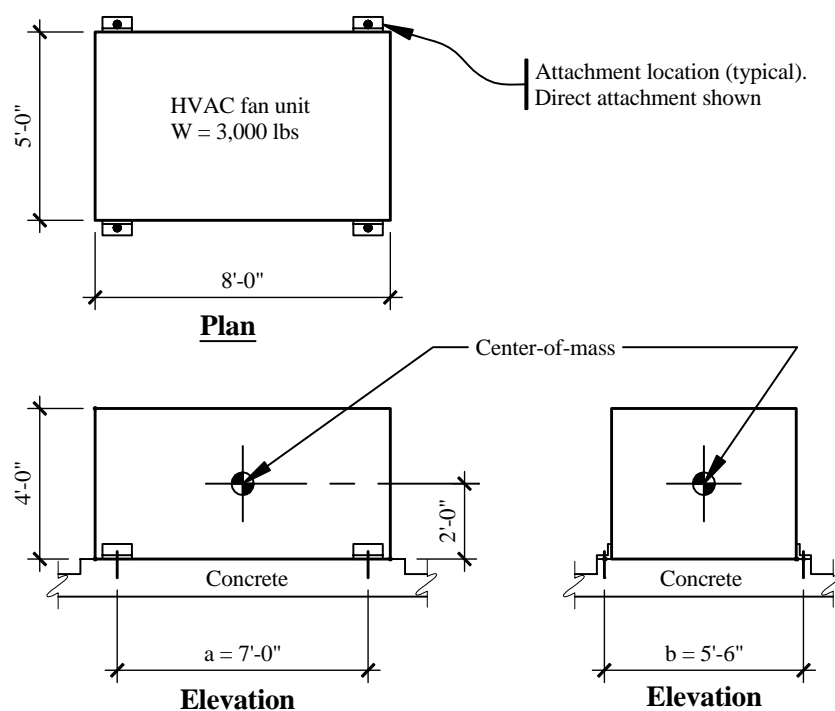 Attachment location (typical).
Direct attachment shown
HVAC fan unit
W = 3,000 lbs
5'-0"
8'-0"
Plan
Center-of-mass
4'-0"
2'-0"
Concrete
Concrete
a = 7'-0"
b = 5'-6"
Elevation
Elevation